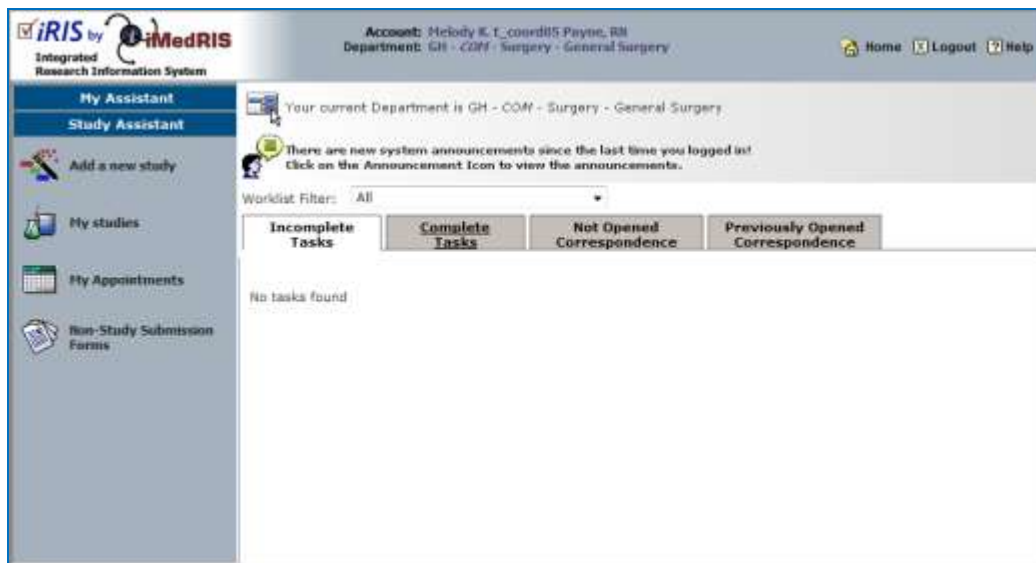 iRIS by iMedRIS
Integrated
Research Information System
Account: Melody K. t_coord05 Payne, RN
Department: GH - COM - Surgery - General Surgery
Home Logout ? Help
My Assistant
Study Assistant
Add a new study
My studies
My Appointments
Non-Study Submission
Forms
Your current Department is GH - COM - Surgery - General Surgery
There are new system announcements since the last time you logged in!
Click on the Announcement Icon to view the announcements.
Worklist Filter: All
Incomplete
Tasks
Complete
Tasks
Not Opened
Correspondence
Previously Opened
Correspondence
No tasks found